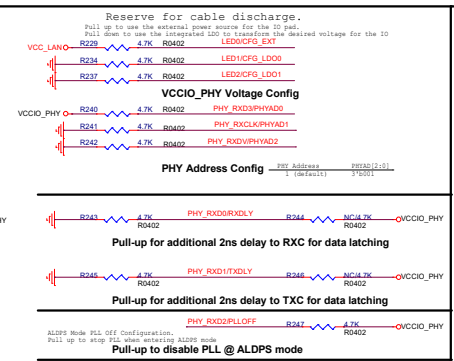 Reserve for cable discharge.
Pull up to use the external power source for the IO pad.
Pull down to use the integrated LDO to transform the desired voltage for the IO
VCC_LAN R229 4.7K R0402 LED0/CFG_EXT
R234 4.7K R0402 LED1/CFG_LDO0
R237 4.7K R0402 LED2/CFG_LDO1
VCCIO_PHY Voltage Config
VCCIO_PHY R240 4.7K R0402 PHY_RXD3/PHYAD0
R241 4.7K R0402 PHY_RXCLK/PHYAD1
R242 4.7K R0402 PHY_RXDV/PHYAD2
PHY Address Config PHY Address PHYAD[2:0]
1 (default) 3'b001
HY R243 4.7K PHY_RXD0/RXDLY R244 NC/4.7K VCCIO_PHY
R0402 R0402
Pull-up for additional 2ns delay to RXC for data latching
R245 4.7K PHY_RXD1/TXDLY R246 NC/4.7K VCCIO_PHY
R0402 R0402
Pull-up for additional 2ns delay to TXC for data latching
PHY_RXD2/PLLOFF R247 4.7K VCCIO_PHY
R0402
ALDPS Mode PLL Off Configuration.
Pull up to stop PLL when entering ALDPS mode
Pull-up to disable PLL @ ALDPS mode